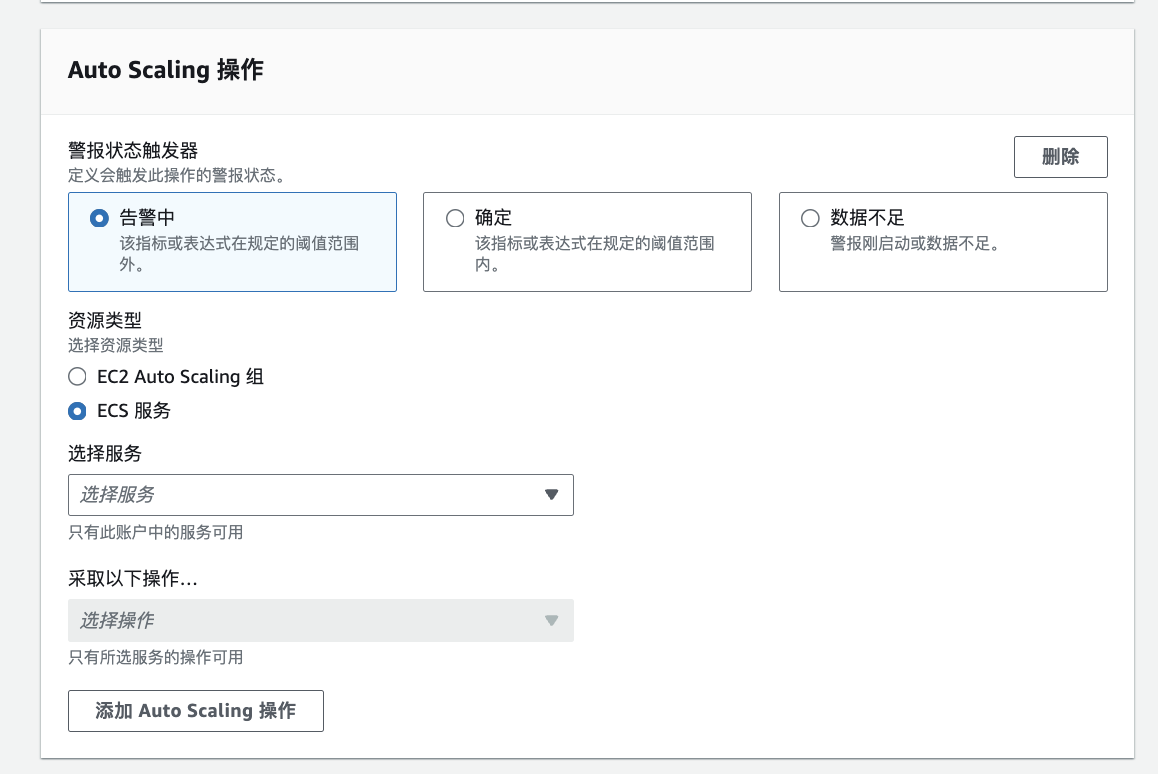 Auto Scaling 操作
警报状态触发器
定义会触发此操作的警报状态。
删除
告警中
该指标或表达式在规定的阈值范围
外。
确定
该指标或表达式在规定的阈值范围
内。
数据不足
警报刚启动或数据不足。
资源类型
选择资源类型
EC2 Auto Scaling 组
ECS 服务
选择服务
选择服务
只有此账户中的服务可用
采取以下操作...
选择操作
只有所选服务的操作可用
添加 Auto Scaling 操作